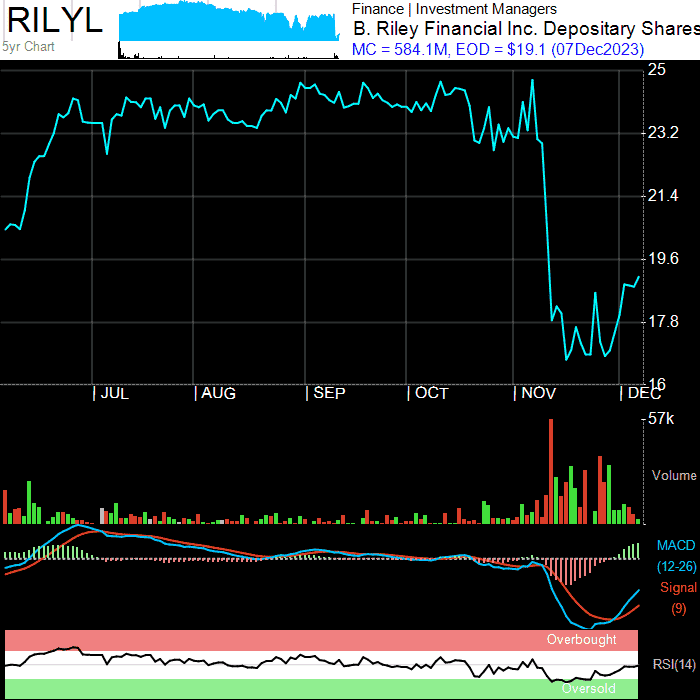 RILYL
5yr Chart
Finance | Investment Managers
B. Riley Financial Inc. Depositary Shares
MC = 584.1M, EOD = $19.1 (07Dec2023)
25
23.2
21.4
19.6
17.8
16
JUL
AUG
SEP
OCT
NOV
DEC
57k
Volume
MACD
(12-26)
Signal
(9)
Overbought
RSI(14)
Oversold